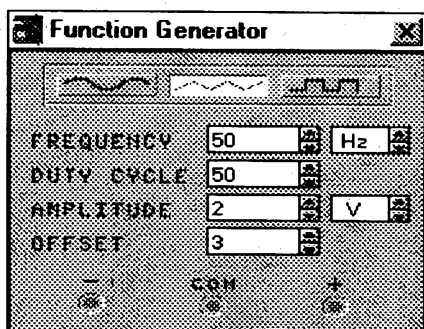 Function Generator
FREQUENCY 50 Hz
DUTY CYCLE 50
AMPLITUDE 2 V
OFFSET 3
− COM +